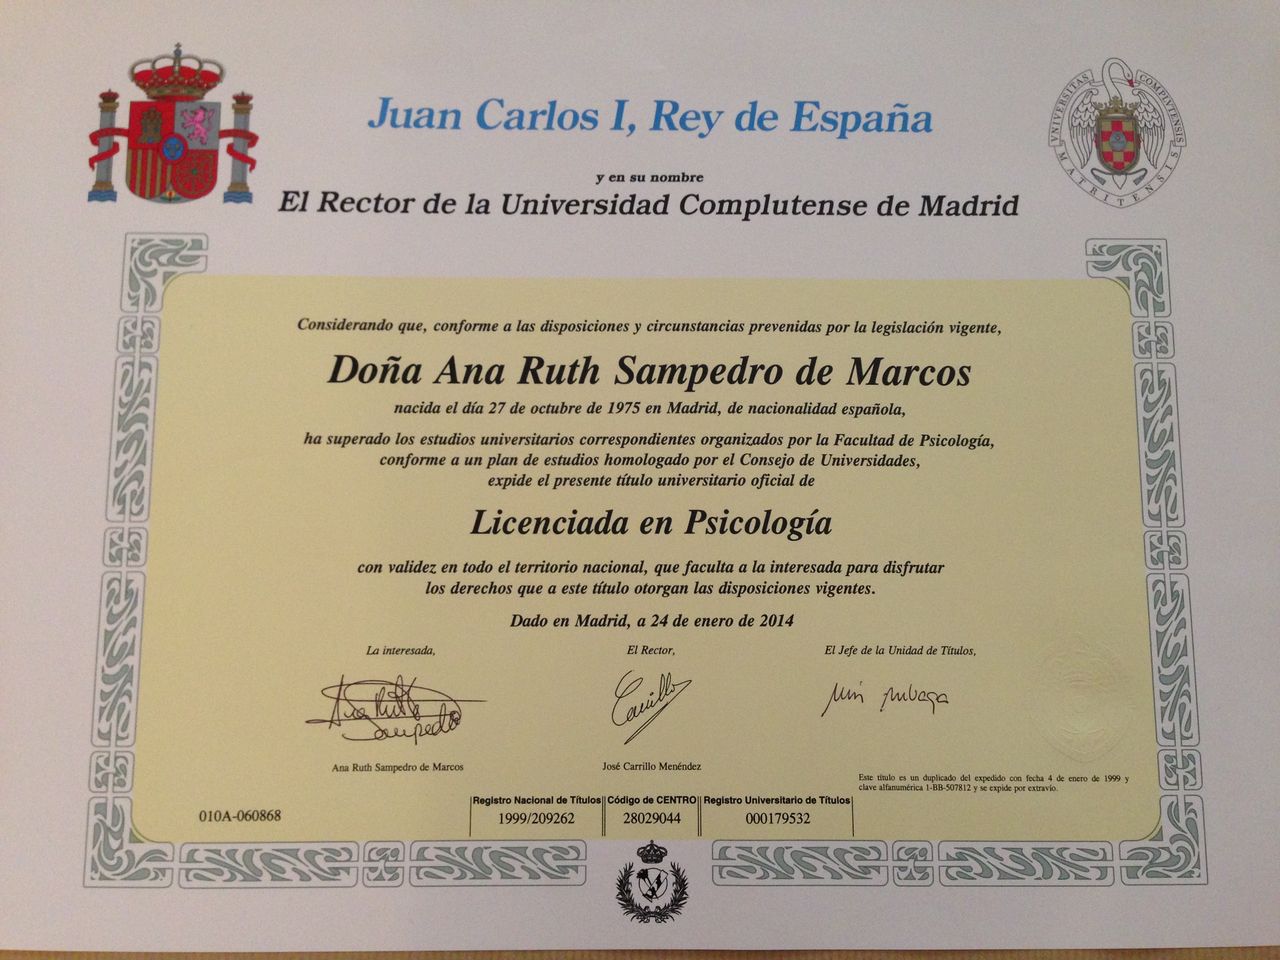 Juan Carlos I, Rey de España
VNIVERSITAS COMPLVTENSIS
MATRITENSIS
y en su nombre
El Rector de la Universidad Complutense de Madrid
Considerando que, conforme a las disposiciones y circunstancias prevenidas por la legislación vigente,
Doña Ana Ruth Sampedro de Marcos
nacida el día 27 de octubre de 1975 en Madrid, de nacionalidad española,
ha superado los estudios universitarios correspondientes organizados por la Facultad de Psicología,
conforme a un plan de estudios homologado por el Consejo de Universidades,
expide el presente título universitario oficial de
Licenciada en Psicología
con validez en todo el territorio nacional, que faculta a la interesada para disfrutar
los derechos que a este título otorgan las disposiciones vigentes.
Dado en Madrid, a 24 de enero de 2014
La interesada, El Rector, El Jefe de la Unidad de Títulos,
Ana Ruth Sampedro Carrillo
Ana Ruth Sampedro de Marcos José Carrillo Menéndez
Este título es un duplicado del expedido con fecha 4 de enero de 1999 y
clave alfanumérica 1-BB-507812 y se expide por extravío.
Registro Nacional de Títulos Código de CENTRO Registro Universitario de Títulos
010A-060868 1999/209262 28029044 000179532